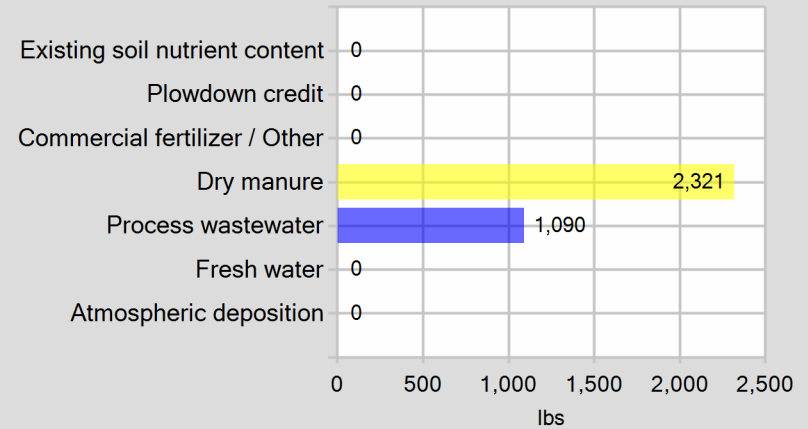 Existing soil nutrient content 0
Plowdown credit 0
Commercial fertilizer / Other 0
Dry manure 2,321
Process wastewater 1,090
Fresh water 0
Atmospheric deposition 0
0 500 1,000 1,500 2,000 2,500
lbs